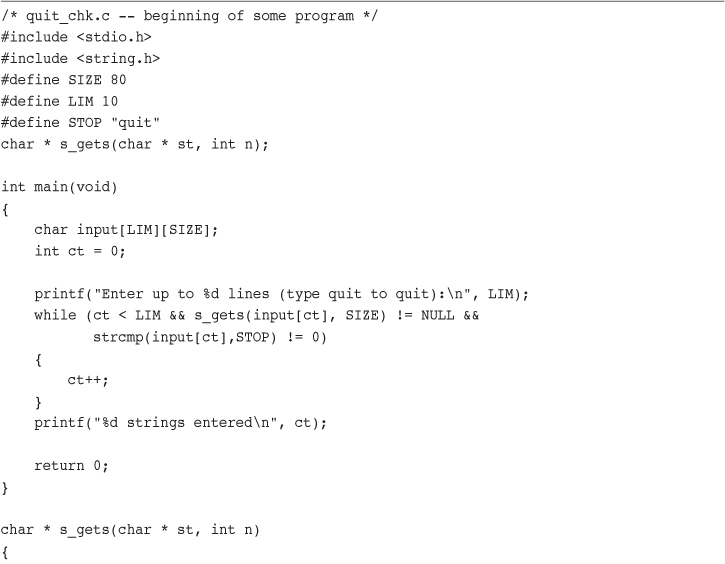 /* quit_chk.c -- beginning of some program */
#include <stdio.h>
#include <string.h>
#define SIZE 80
#define LIM 10
#define STOP "quit"
char * s_gets(char * st, int n);

int main(void)
{
    char input[LIM][SIZE];
    int ct = 0;

    printf("Enter up to %d lines (type quit to quit):\n", LIM);
    while (ct < LIM && s_gets(input[ct], SIZE) != NULL &&
           strcmp(input[ct],STOP) != 0)
    {
        ct++;
    }
    printf("%d strings entered\n", ct);

    return 0;
}

char * s_gets(char * st, int n)
{